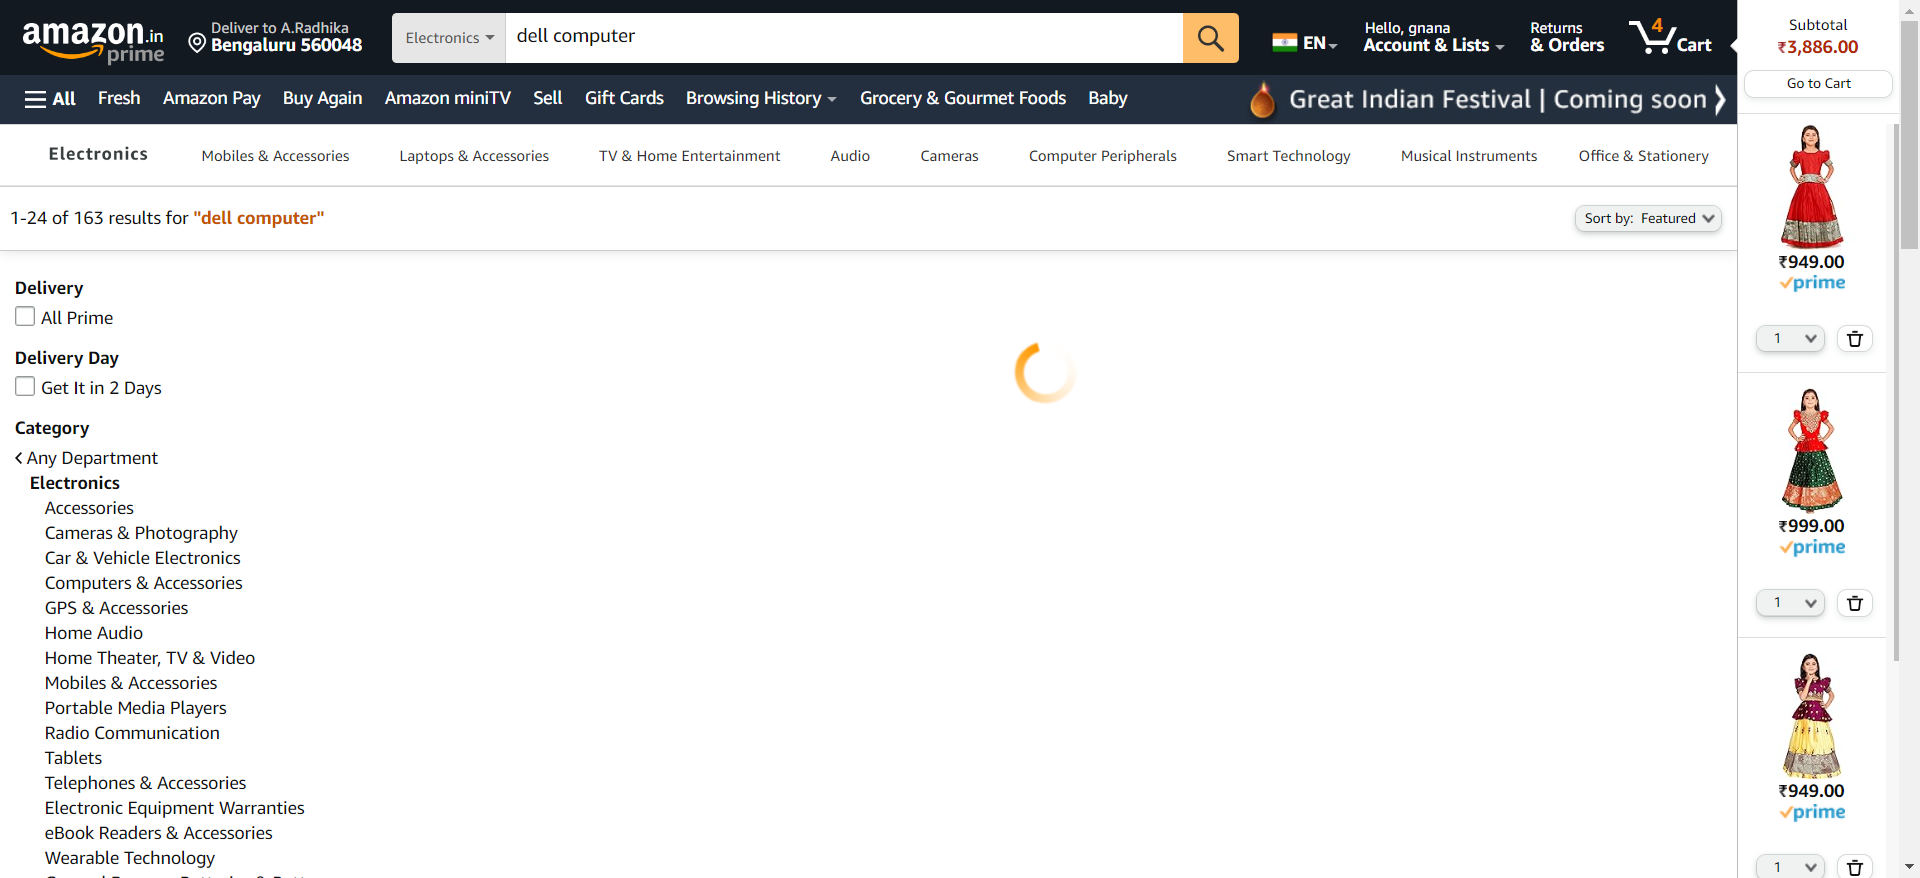 amazon.in
prime
Deliver to A.Radhika
Bengaluru 560048
Electronics
dell computer
EN
Hello, gnana
Account & Lists
Returns
& Orders
4
Cart
Subtotal
₹3,886.00
Go to Cart
All
Fresh
Amazon Pay
Buy Again
Amazon miniTV
Sell
Gift Cards
Browsing History
Grocery & Gourmet Foods
Baby
Great Indian Festival | Coming soon
Electronics
Mobiles & Accessories
Laptops & Accessories
TV & Home Entertainment
Audio
Cameras
Computer Peripherals
Smart Technology
Musical Instruments
Office & Stationery
1-24 of 163 results for "dell computer"
Sort by: Featured
Delivery
All Prime
Delivery Day
Get It in 2 Days
Category
Any Department
Electronics
Accessories
Cameras & Photography
Car & Vehicle Electronics
Computers & Accessories
GPS & Accessories
Home Audio
Home Theater, TV & Video
Mobiles & Accessories
Portable Media Players
Radio Communication
Tablets
Telephones & Accessories
Electronic Equipment Warranties
eBook Readers & Accessories
Wearable Technology
₹949.00
prime
1
₹999.00
prime
1
₹949.00
prime
1